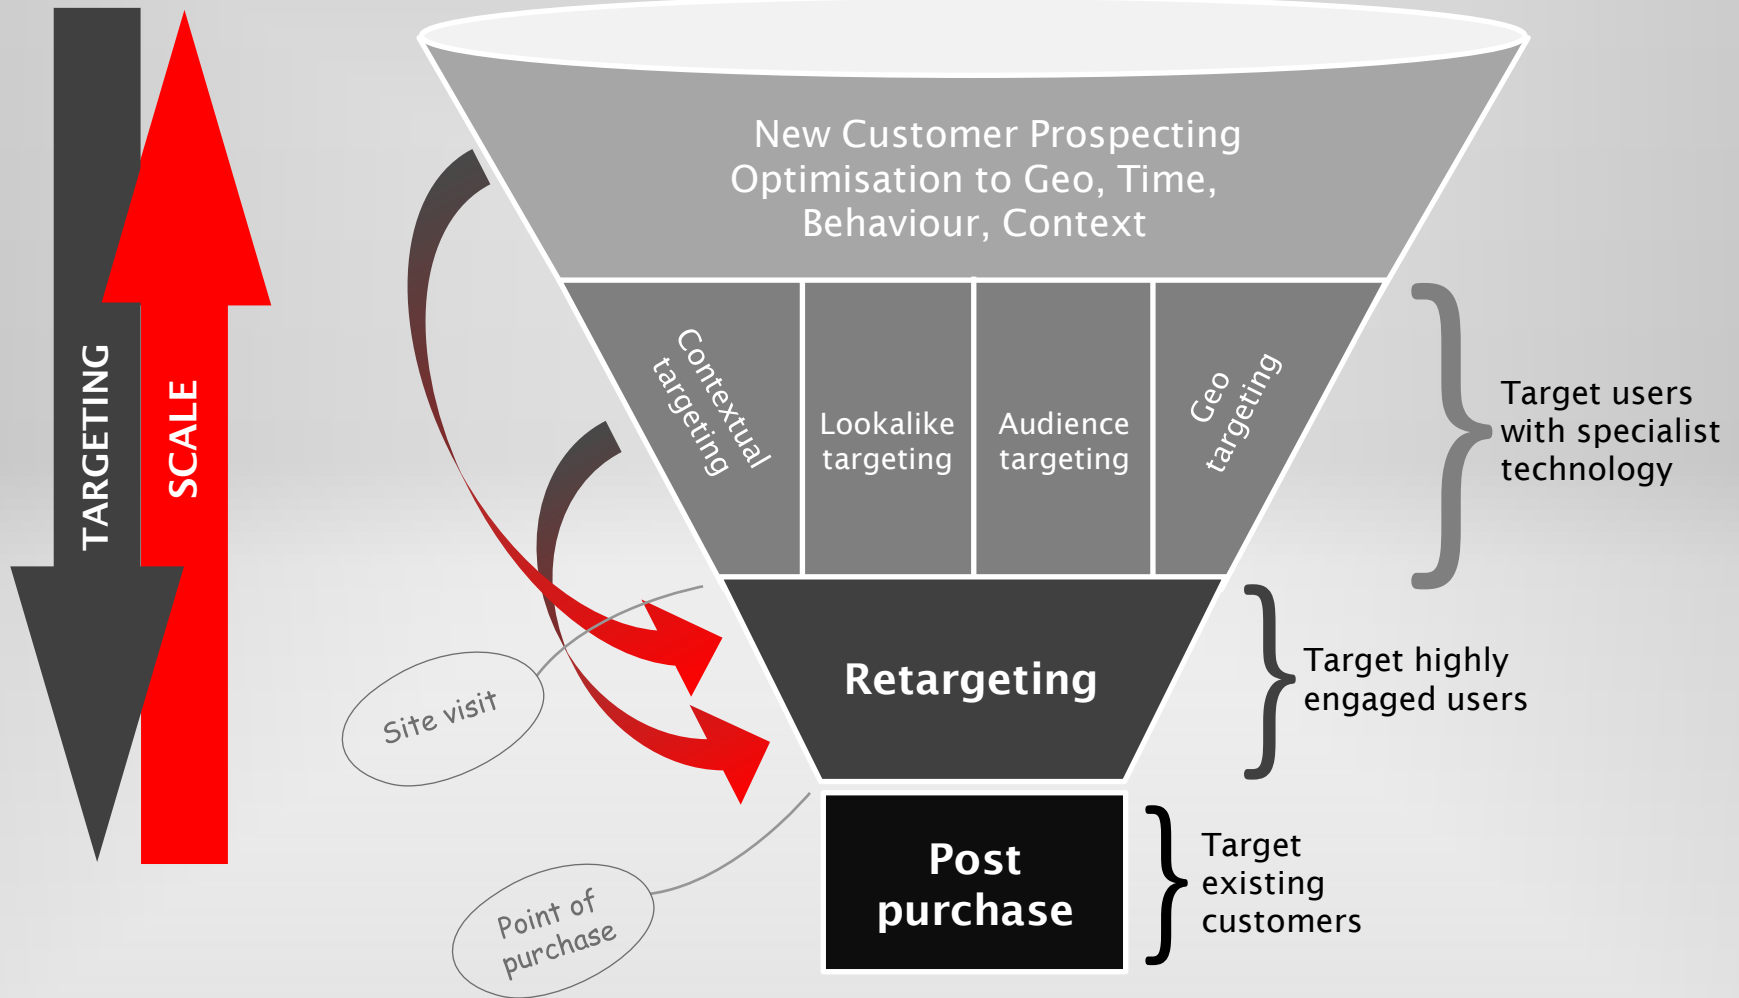 TARGETING
SCALE
New Customer Prospecting
Optimisation to Geo, Time,
Behaviour, Context
Contextual
targeting
Lookalike
targeting
Audience
targeting
Geo
targeting
Target users
with specialist
technology
Retargeting
Target highly
engaged users
Site visit
Post
purchase
Target
existing
customers
Point of
purchase